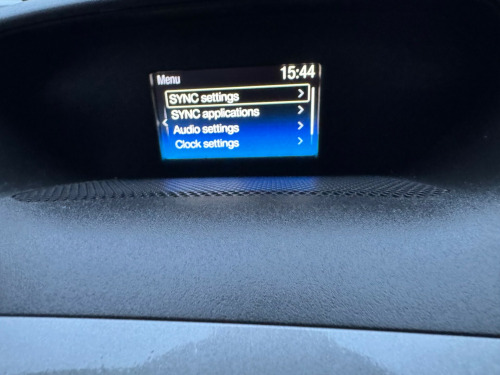 Menu 15:44
SYNC settings
SYNC applications
Audio settings
Clock settings